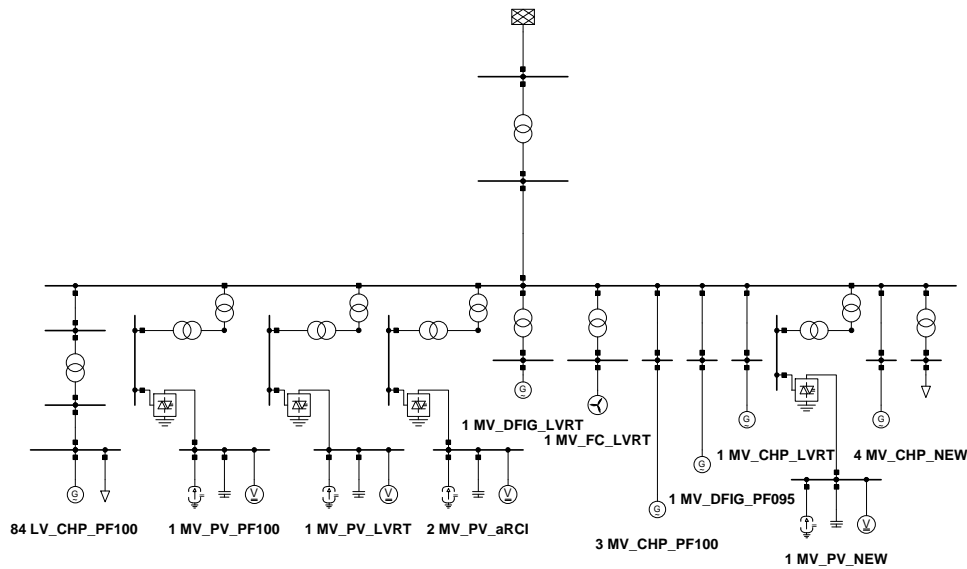 G
1 MV_DFIG_LVRT
1 MV_FC_LVRT
G
1 MV_CHP_LVRT
G
4 MV_CHP_NEW
G
1 MV_DFIG_PF095
G
84 LV_CHP_PF100
V
1 MV_PV_PF100
V
1 MV_PV_LVRT
V
2 MV_PV_aRCI
G
3 MV_CHP_PF100
V
1 MV_PV_NEW